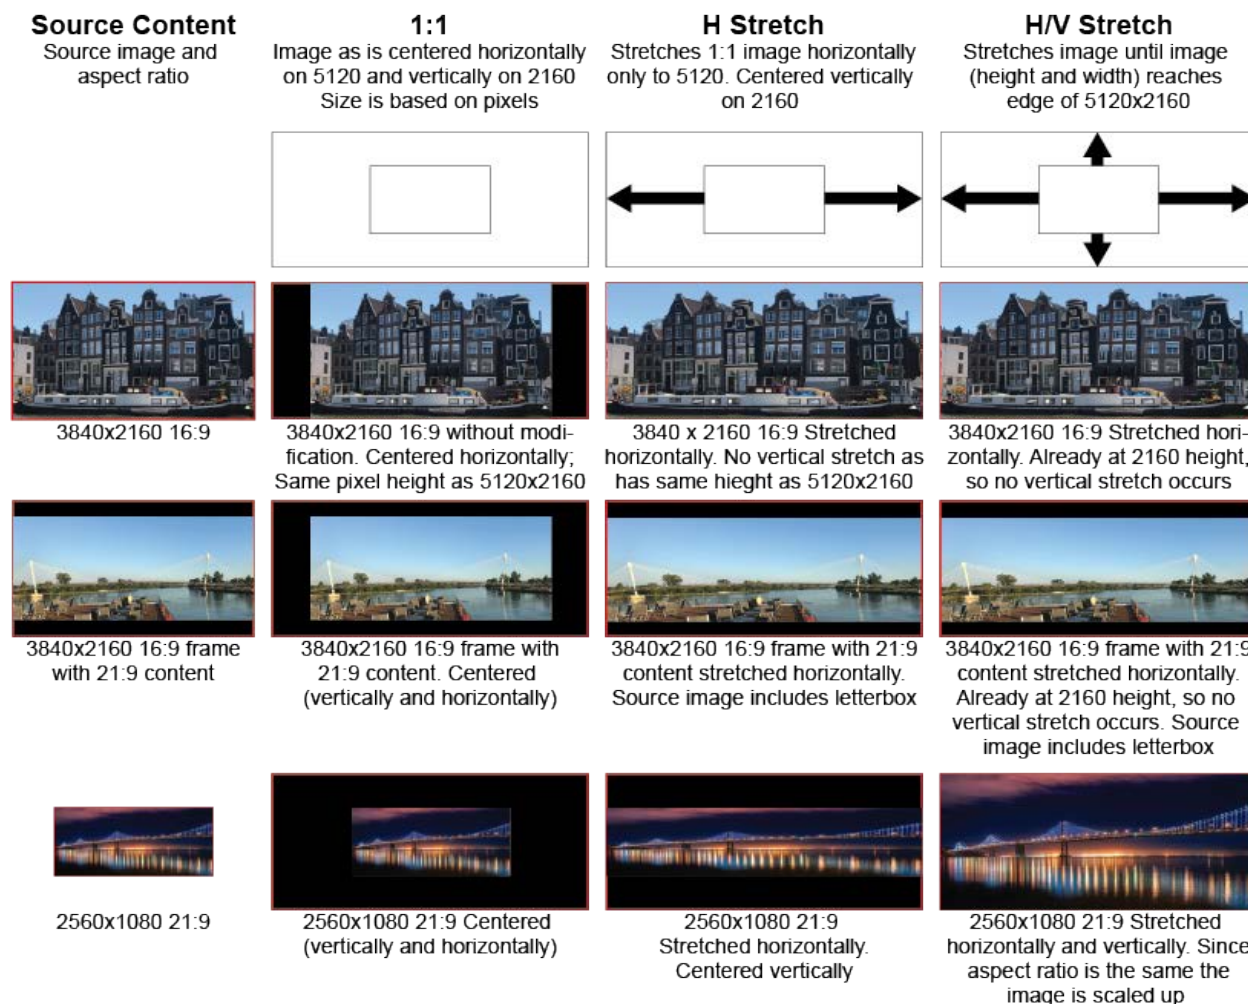 Source Content
Source image and
aspect ratio
1:1
Image as is centered horizontally
on 5120 and vertically on 2160
Size is based on pixels
H Stretch
Stretches 1:1 image horizontally
only to 5120. Centered vertically
on 2160
H/V Stretch
Stretches image until image
(height and width) reaches
edge of 5120x2160
3840x2160 16:9
3840x2160 16:9 without modi-
fication. Centered horizontally;
Same pixel height as 5120x2160
3840 x 2160 16:9 Stretched
horizontally. No vertical stretch as
has same hieght as 5120x2160
3840x2160 16:9 Stretched hori-
zontally. Already at 2160 height,
so no vertical stretch occurs
3840x2160 16:9 frame
with 21:9 content
3840x2160 16:9 frame with
21:9 content. Centered
(vertically and horizontally)
3840x2160 16:9 frame with 21:9
content stretched horizontally.
Source image includes letterbox
3840x2160 16:9 frame with 21:9
content stretched horizontally.
Already at 2160 height, so no
vertical stretch occurs. Source
image includes letterbox
2560x1080 21:9
2560x1080 21:9 Centered
(vertically and horizontally)
2560x1080 21:9
Stretched horizontally.
Centered vertically
2560x1080 21:9 Stretched
horizontally and vertically. Since
aspect ratio is the same the
image is scaled up